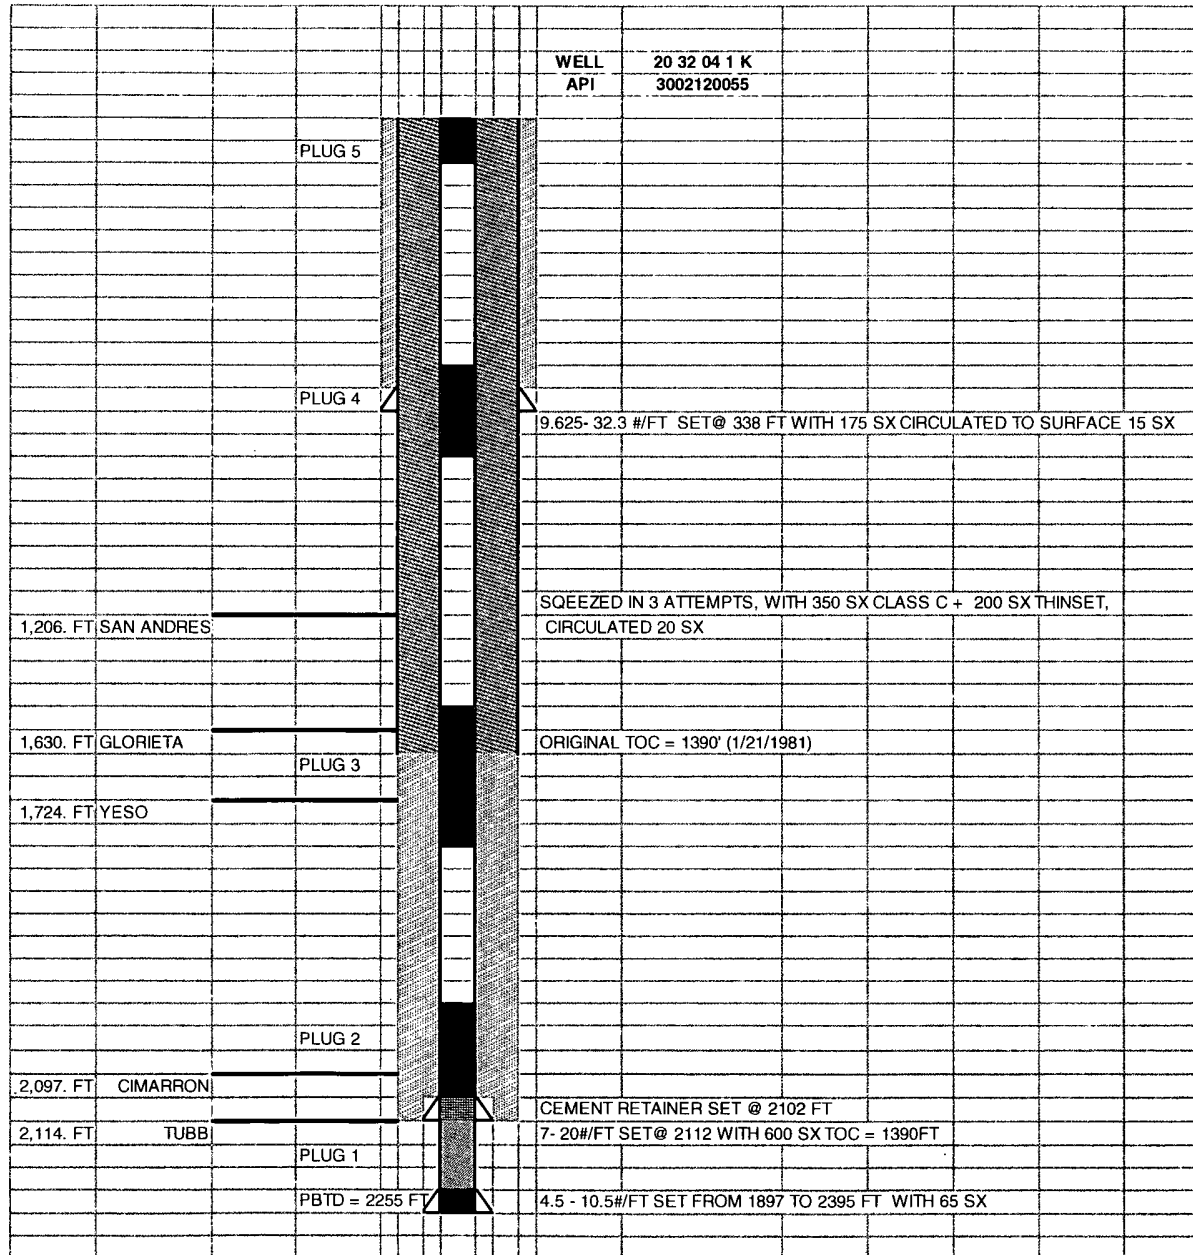 WELL 20 32 04 1 K
API 3002120055
PLUG 5
PLUG 4
9.625- 32.3 #/FT SET@ 338 FT WITH 175 SX CIRCULATED TO SURFACE 15 SX
SQEEZED IN 3 ATTEMPTS, WITH 350 SX CLASS C + 200 SX THINSET,
1,206. FT SAN ANDRES CIRCULATED 20 SX
1,630. FT GLORIETA ORIGINAL TOC = 1390' (1/21/1981)
PLUG 3
1,724. FT YESO
PLUG 2
2,097. FT CIMARRON
CEMENT RETAINER SET @ 2102 FT
2,114. FT TUBB 7- 20#/FT SET@ 2112 WITH 600 SX TOC = 1390FT
PLUG 1
PBTD = 2255 FT 4.5 - 10.5#/FT SET FROM 1897 TO 2395 FT WITH 65 SX